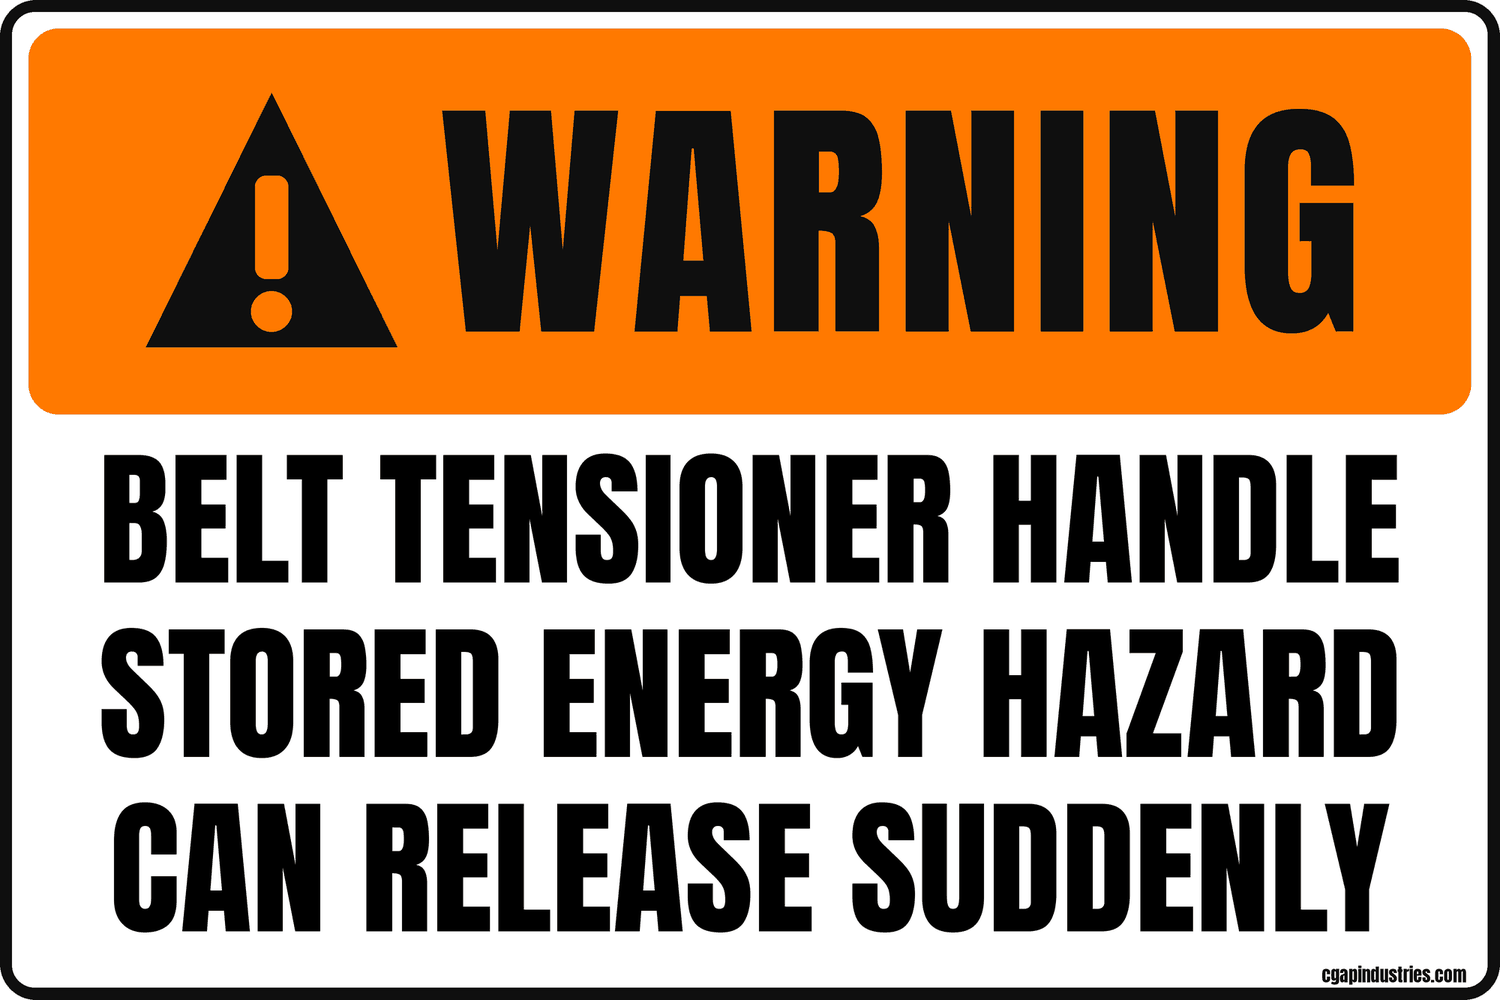 WARNING
BELT TENSIONER HANDLE
STORED ENERGY HAZARD
CAN RELEASE SUDDENLY
cgapindustries.com